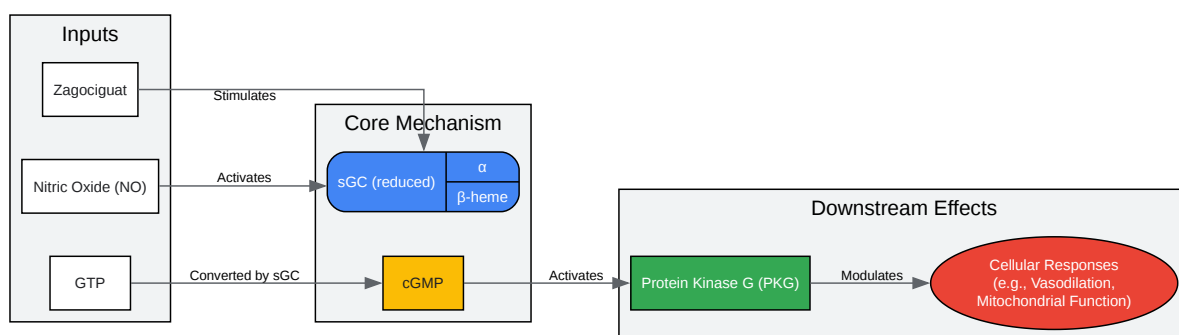 Inputs
Zagociguat
Stimulates
Core Mechanism
Nitric Oxide (NO)
Activates
sGC (reduced)
α
β-heme
Downstream Effects
GTP
Converted by sGC
cGMP
Activates
Protein Kinase G (PKG)
Modulates
Cellular Responses
(e.g., Vasodilation,
Mitochondrial Function)